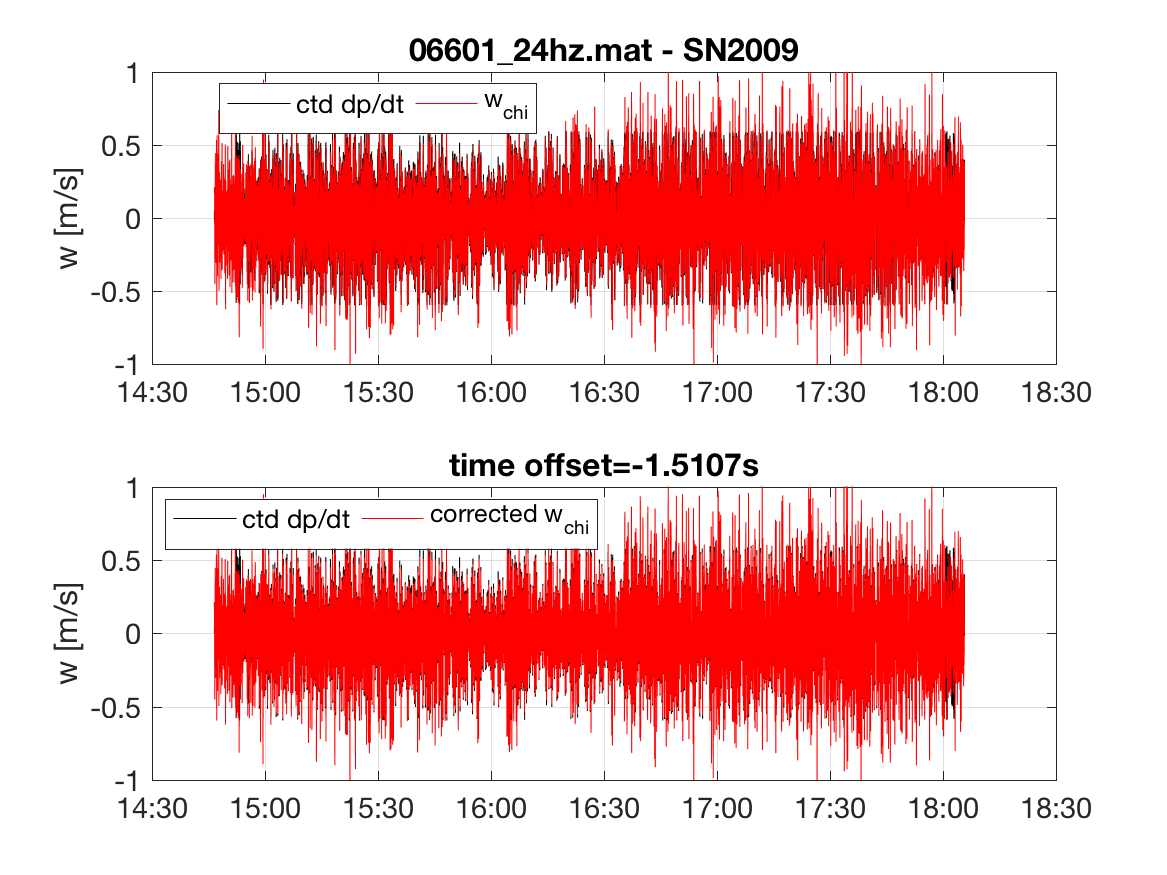 06601_24hz.mat - SN2009
ctd dp/dt w_chi
1
0.5
0
-0.5
-1
w [m/s]
14:30 15:00 15:30 16:00 16:30 17:00 17:30 18:00 18:30
time offset=-1.5107s
ctd dp/dt corrected w_chi
1
0.5
0
-0.5
-1
w [m/s]
14:30 15:00 15:30 16:00 16:30 17:00 17:30 18:00 18:30